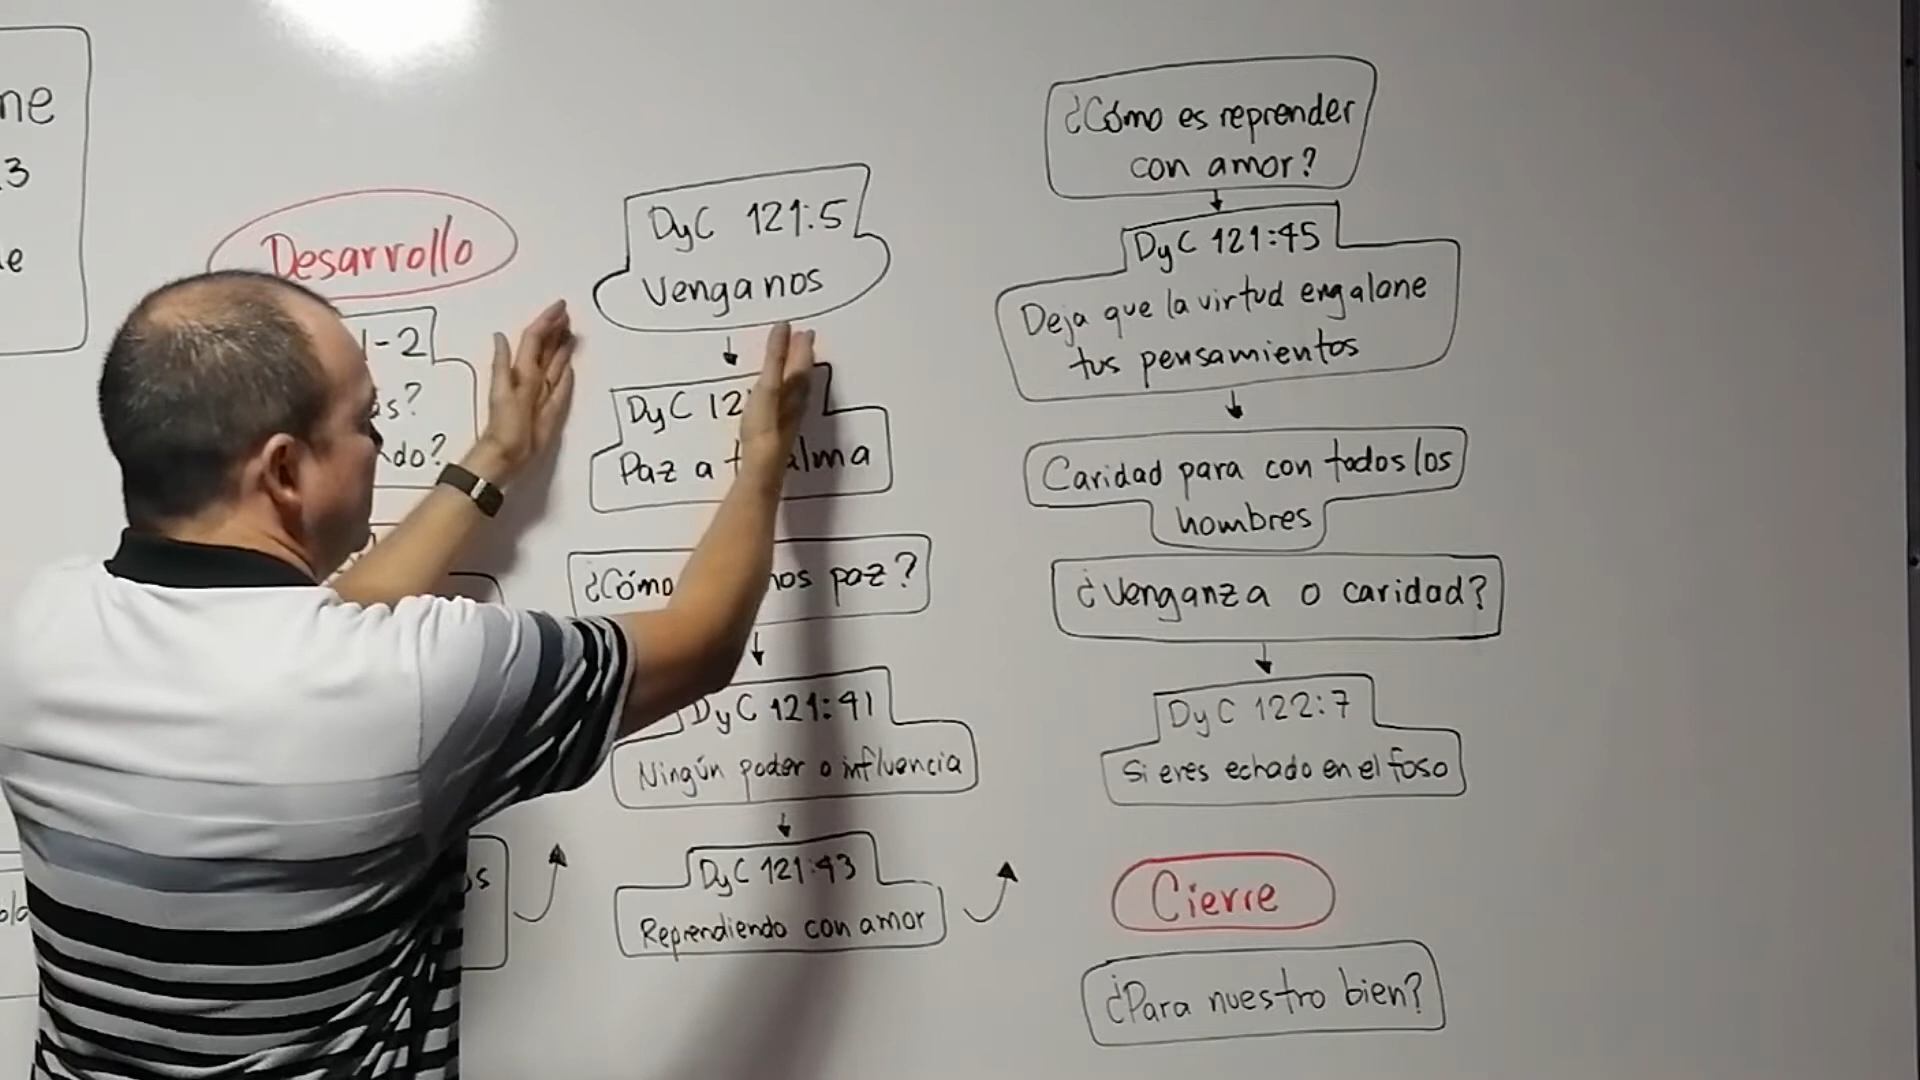 3
Desarrollo
1-2
DyC 121:5
Venganos
DyC 12
Paz a alma
¿Cómo paz?
DyC 121:41
Ningún poder o influencia
DyC 121:43
Reprendiendo con amor
¿Cómo es reprender
con amor?
DyC 121:45
Deja que la virtud engalane
tus pensamientos
Caridad para con todos los
hombres
¿Venganza o caridad?
DyC 122:7
Si eres echado en el foso
Cierre
¿Para nuestro bien?